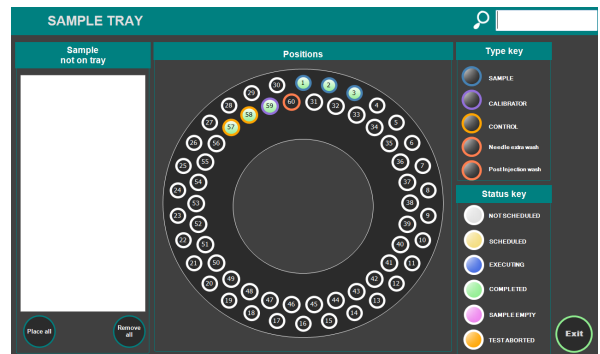 SAMPLE TRAY
Sample
not on tray
Place all
Remove
all
Positions
1
2
3
4
5
6
7
8
9
10
11
12
13
14
15
16
17
18
19
20
21
22
23
24
25
26
27
28
29
30
31
32
33
34
35
36
37
38
39
40
41
42
43
44
45
46
47
48
49
50
51
52
53
54
55
56
57
58
59
60
Type key
SAMPLE
CALIBRATOR
CONTROL
Needle extra wash
Post Injection wash
Status key
NOT SCHEDULED
SCHEDULED
EXECUTING
COMPLETED
SAMPLE EMPTY
TEST ABORTED
Exit